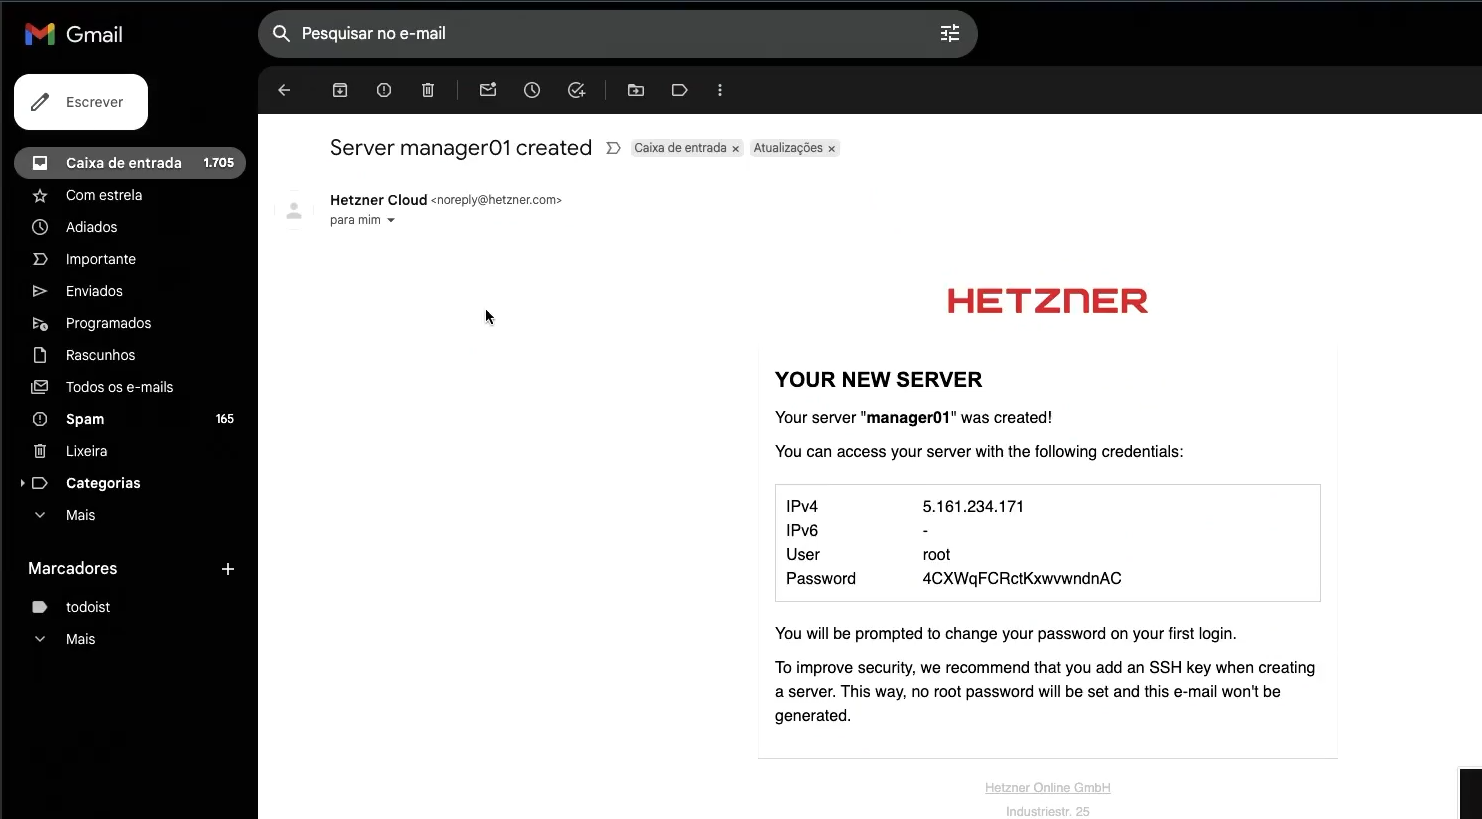 Gmail
Pesquisar no e-mail
Escrever
Caixa de entrada 1.705
Com estrela
Adiados
Importante
Enviados
Programados
Rascunhos
Todos os e-mails
Spam 165
Lixeira
Categorias
Mais
Marcadores +
todoist
Mais
Server manager01 created Caixa de entrada × Atualizações ×
Hetzner Cloud <noreply@hetzner.com>
para mim
HETZNER
YOUR NEW SERVER
Your server "manager01" was created!
You can access your server with the following credentials:
IPv4 5.161.234.171
IPv6 -
User root
Password 4CXWqFCRctKxwvwndnAC
You will be prompted to change your password on your first login.
To improve security, we recommend that you add an SSH key when creating
a server. This way, no root password will be set and this e-mail won't be
generated.
Hetzner Online GmbH
Industriestr. 25